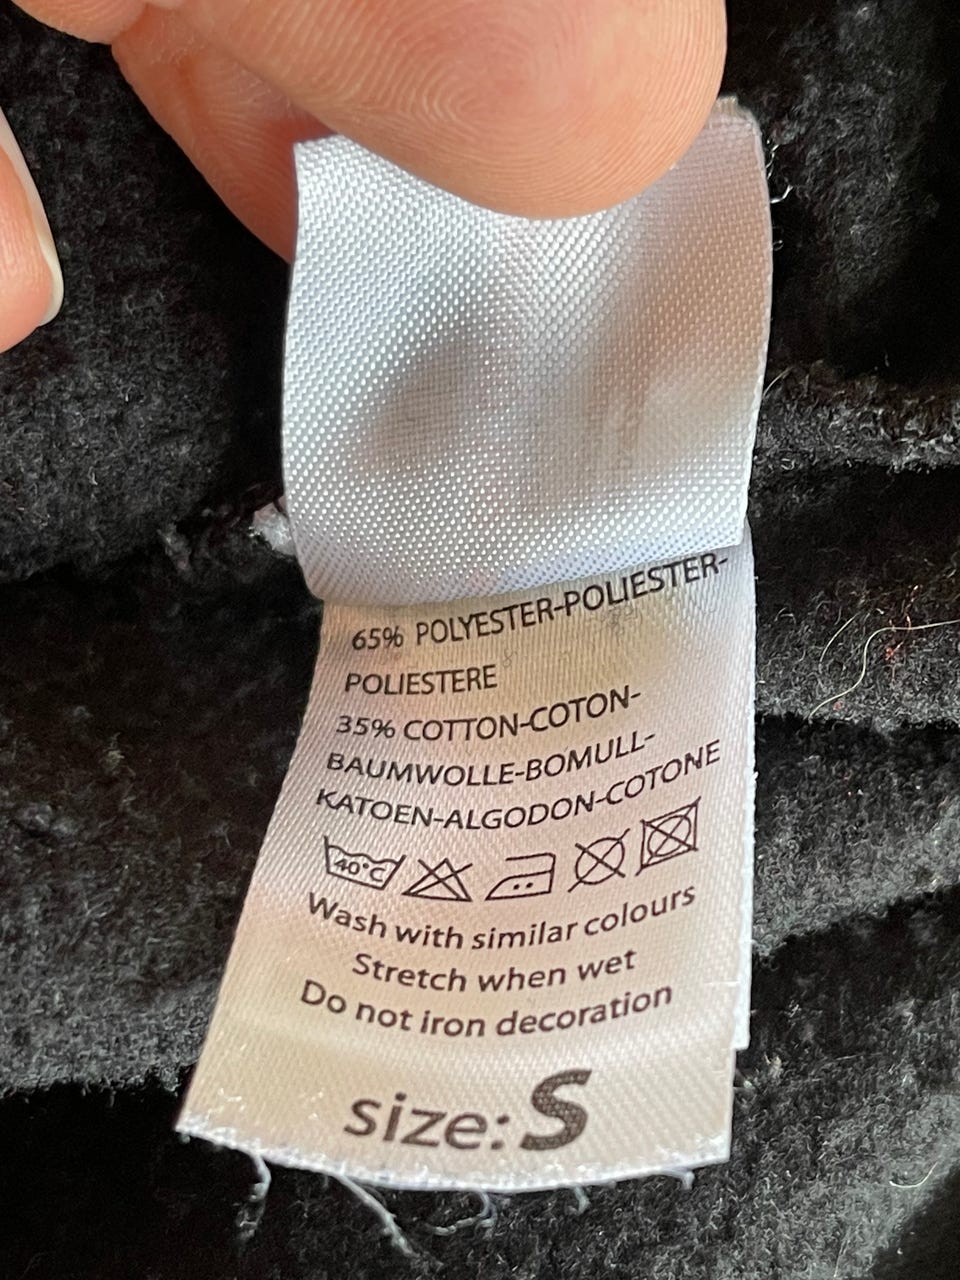 65% POLYESTER-POLIESTER-
POLIESTERE
35% COTTON-COTON-
BAUMWOLLE-BOMULL-
KATOEN-ALGODON-COTONE
40°C
Wash with similar colours
Stretch when wet
Do not iron decoration
size: S